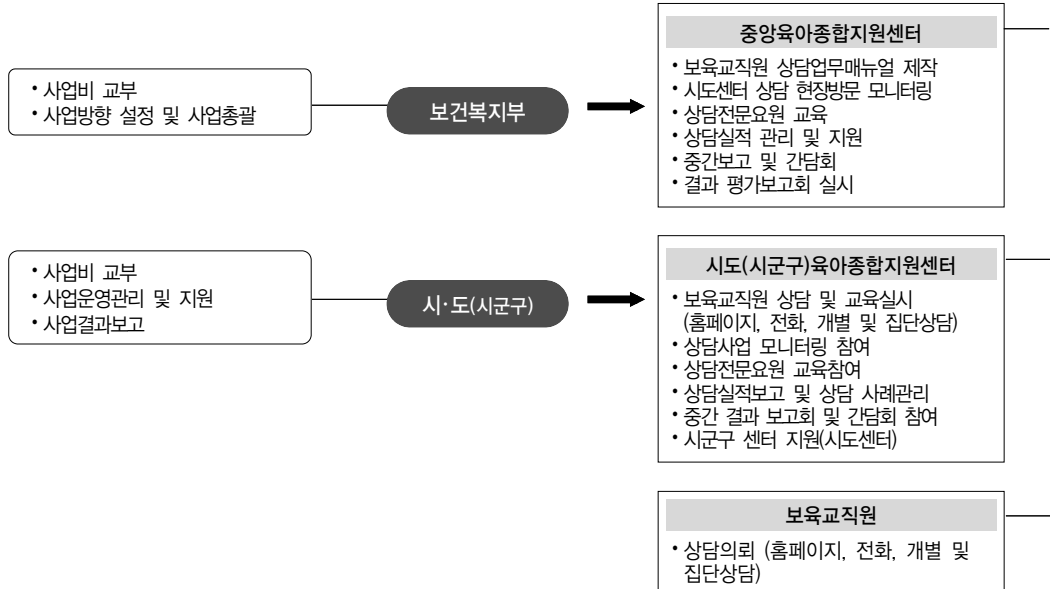 • 사업비 교부
• 사업방향 설정 및 사업총괄
보건복지부
중앙육아종합지원센터
• 보육교직원 상담업무매뉴얼 제작
• 시도센터 상담 현장방문 모니터링
• 상담전문요원 교육
• 상담실적 관리 및 지원
• 중간보고 및 간담회
• 결과 평가보고회 실시
• 사업비 교부
• 사업운영관리 및 지원
• 사업결과보고
시·도(시군구)
시도(시군구)육아종합지원센터
• 보육교직원 상담 및 교육실시
(홈페이지, 전화, 개별 및 집단상담)
• 상담사업 모니터링 참여
• 상담전문요원 교육참여
• 상담실적보고 및 상담 사례관리
• 중간 결과 보고회 및 간담회 참여
• 시군구 센터 지원(시도센터)
보육교직원
• 상담의뢰 (홈페이지, 전화, 개별 및
집단상담)